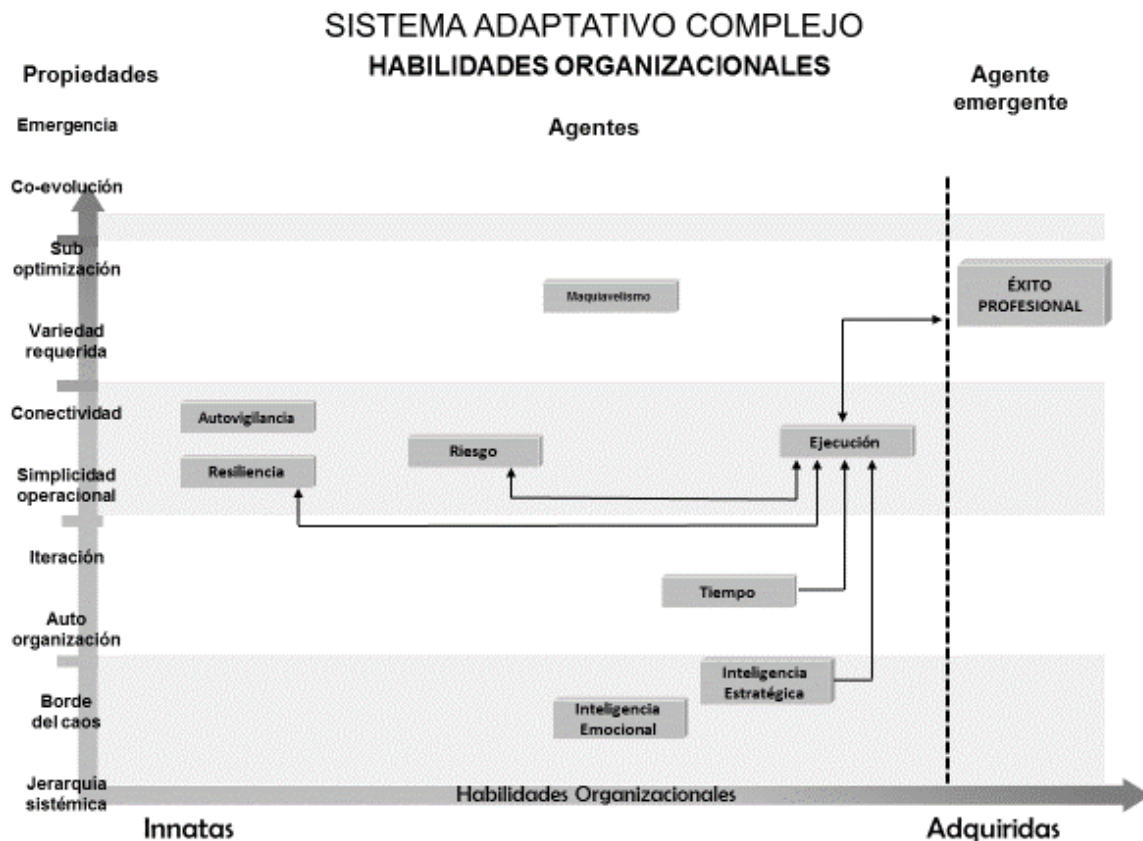 SISTEMA ADAPTATIVO COMPLEJO
HABILIDADES ORGANIZACIONALES
Propiedades
Agente
emergente
Emergencia
Agentes
Co-evolución
Sub
optimización
Maquiavelismo
ÉXITO
PROFESIONAL
Variedad
requerida
Conectividad
Autovigilancia
Riesgo
Ejecución
Resiliencia
Simplicidad
operacional
Iteración
Tiempo
Auto
organización
Inteligencia
Estratégica
Borde
del caos
Inteligencia
Emocional
Jerarquía
sistémica
Habilidades Organizacionales
Innatas
Adquiridas